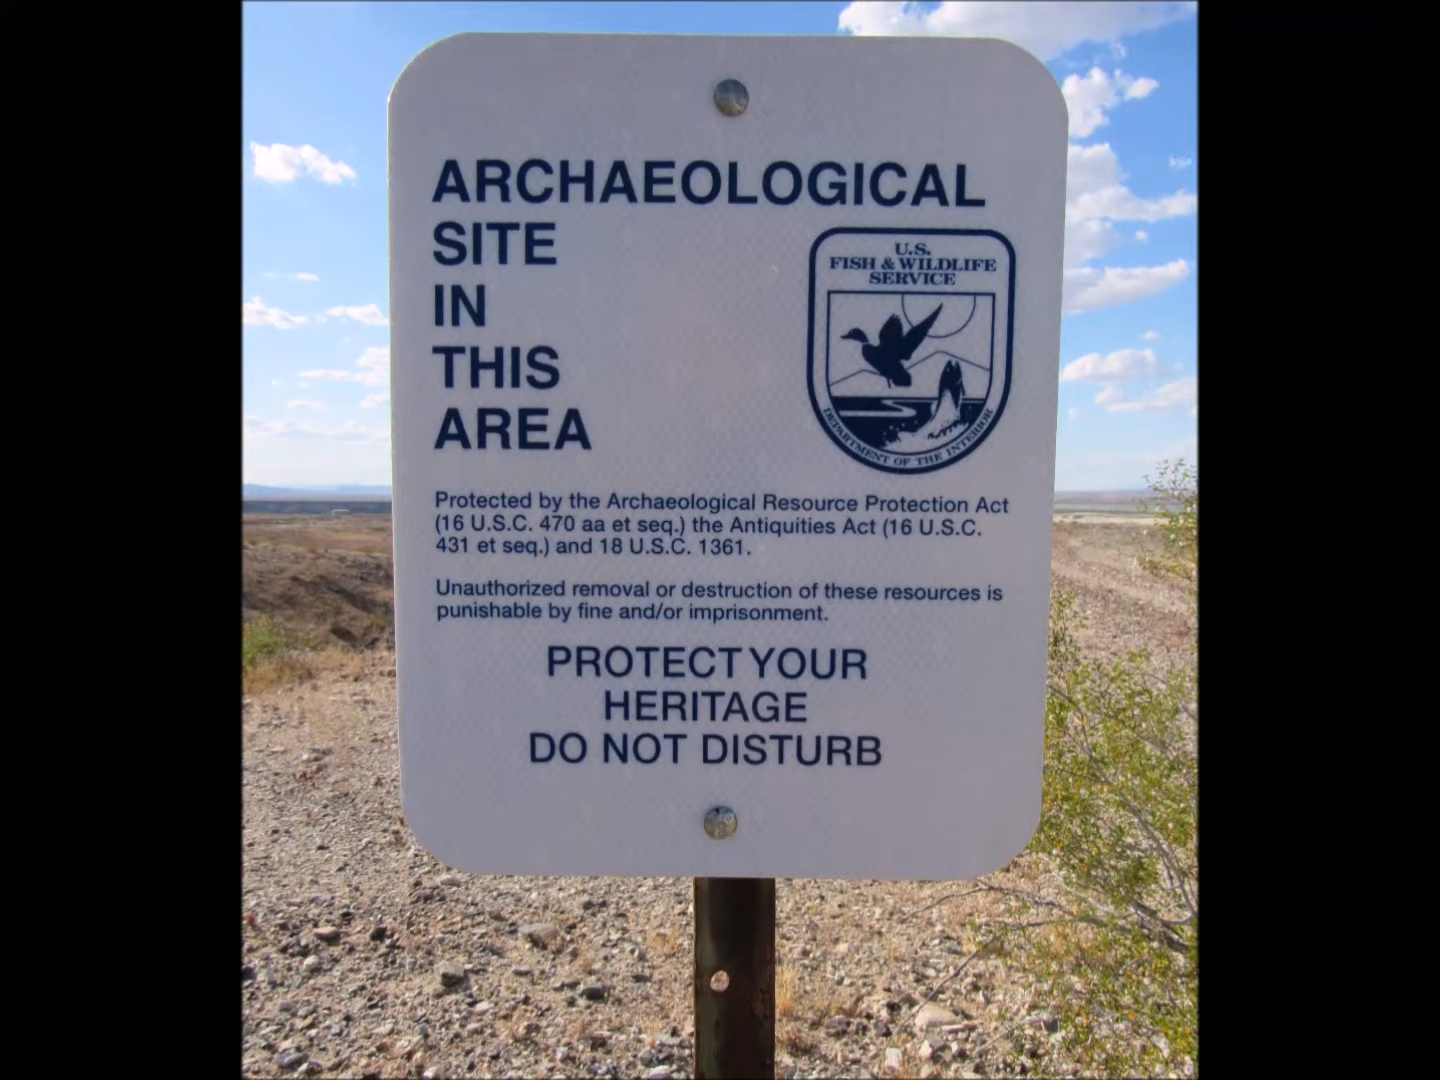 ARCHAEOLOGICAL
SITE
IN
THIS
AREA
U.S.
FISH & WILDLIFE
SERVICE
DEPARTMENT OF THE INTERIOR
Protected by the Archaeological Resource Protection Act
(16 U.S.C. 470 aa et seq.) the Antiquities Act (16 U.S.C.
431 et seq.) and 18 U.S.C. 1361.
Unauthorized removal or destruction of these resources is
punishable by fine and/or imprisonment.
PROTECT YOUR
HERITAGE
DO NOT DISTURB